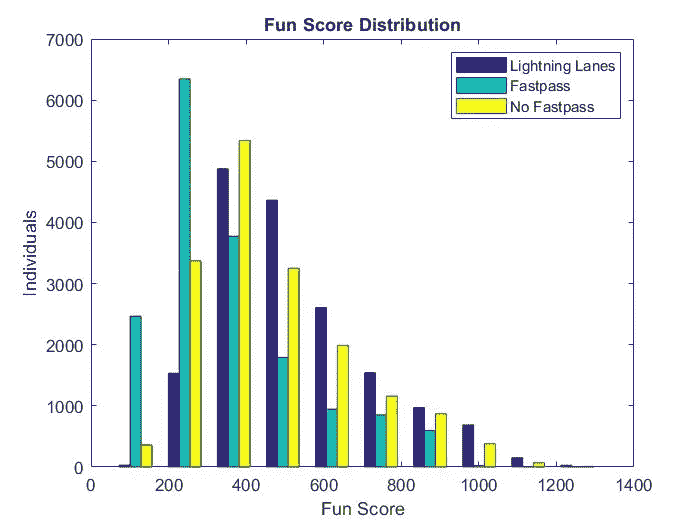 Fun Score Distribution
7000
6000
5000
4000
3000
2000
1000
0
Individuals
Lightning Lanes
Fastpass
No Fastpass
0 200 400 600 800 1000 1200 1400
Fun Score